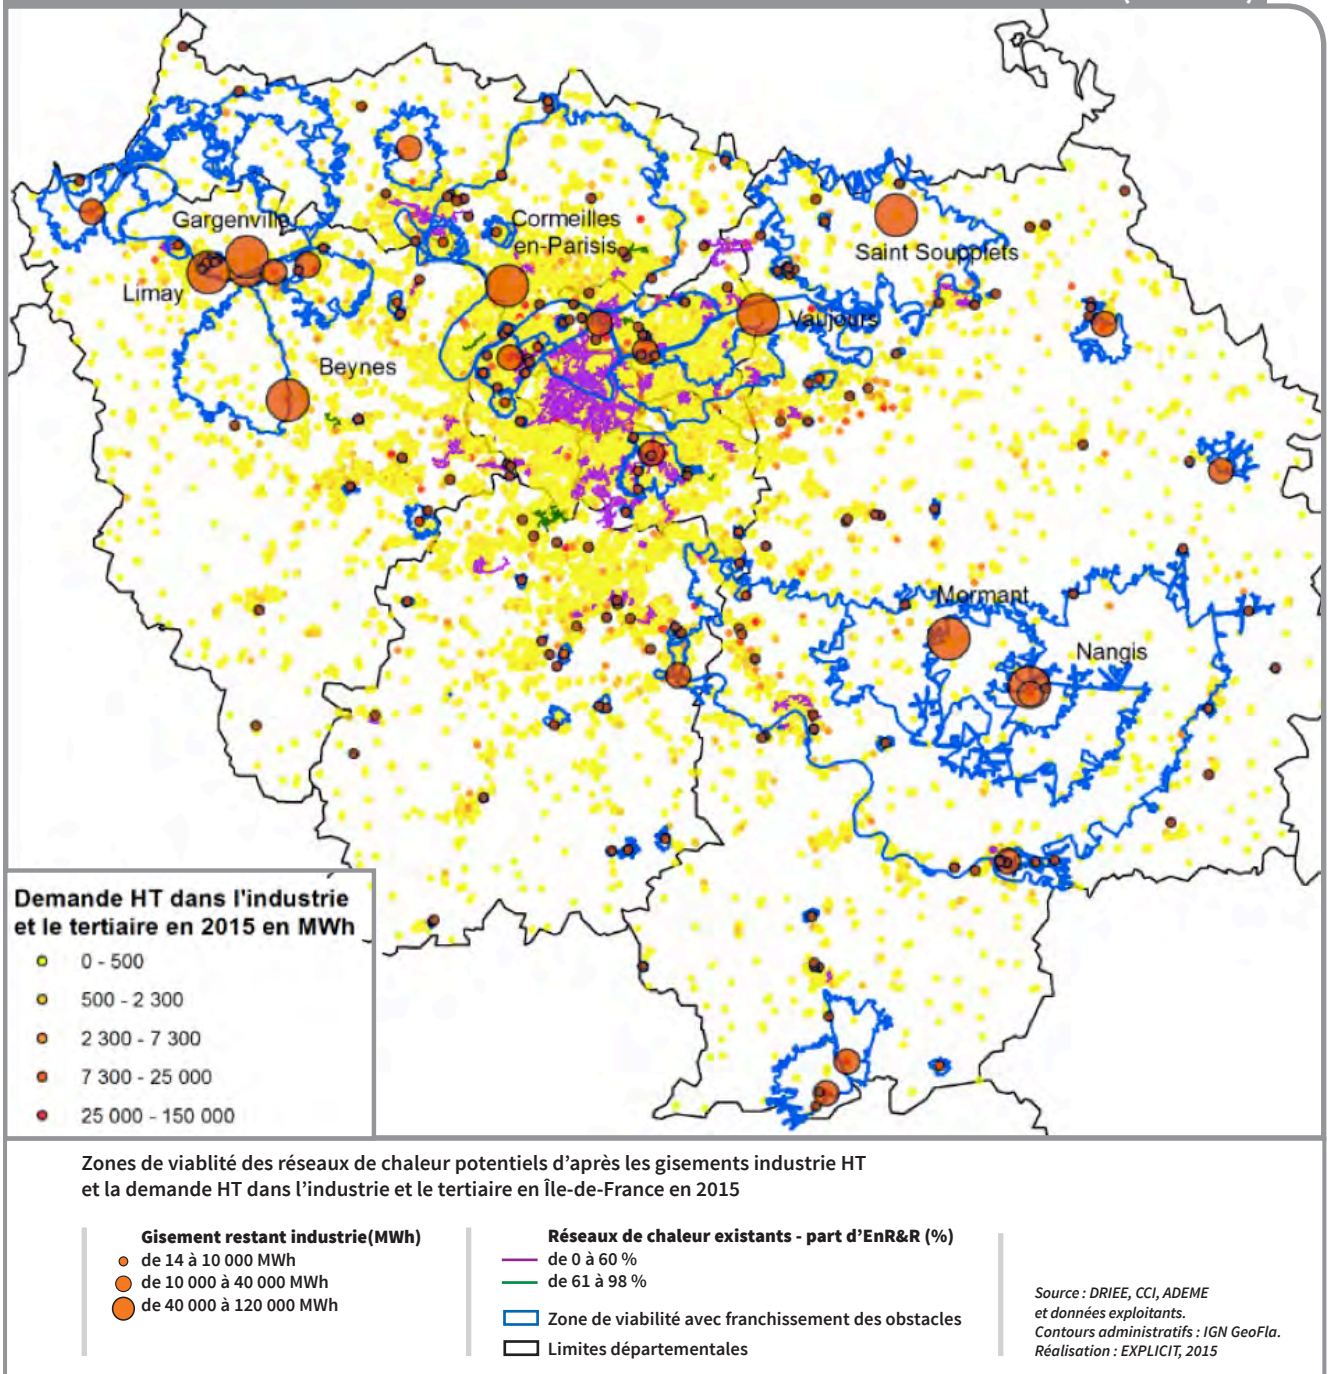 Gargenville
Cormeilles
en-Parisis
Saint Soupplets
Limay
Vaujours
Beynes
Mormant
Nangis
Demande HT dans l'industrie
et le tertiaire en 2015 en MWh
0 - 500
500 - 2 300
2 300 - 7 300
7 300 - 25 000
25 000 - 150 000
Zones de viablité des réseaux de chaleur potentiels d'après les gisements industrie HT
et la demande HT dans l'industrie et le tertiaire en Île-de-France en 2015
Gisement restant industrie(MWh)
de 14 à 10 000 MWh
de 10 000 à 40 000 MWh
de 40 000 à 120 000 MWh
Réseaux de chaleur existants - part d'EnR&R (%)
de 0 à 60 %
de 61 à 98 %
Zone de viabilité avec franchissement des obstacles
Limites départementales
Source : DRIEE, CCI, ADEME
et données exploitants.
Contours administratifs : IGN GeoFla.
Réalisation : EXPLICIT, 2015